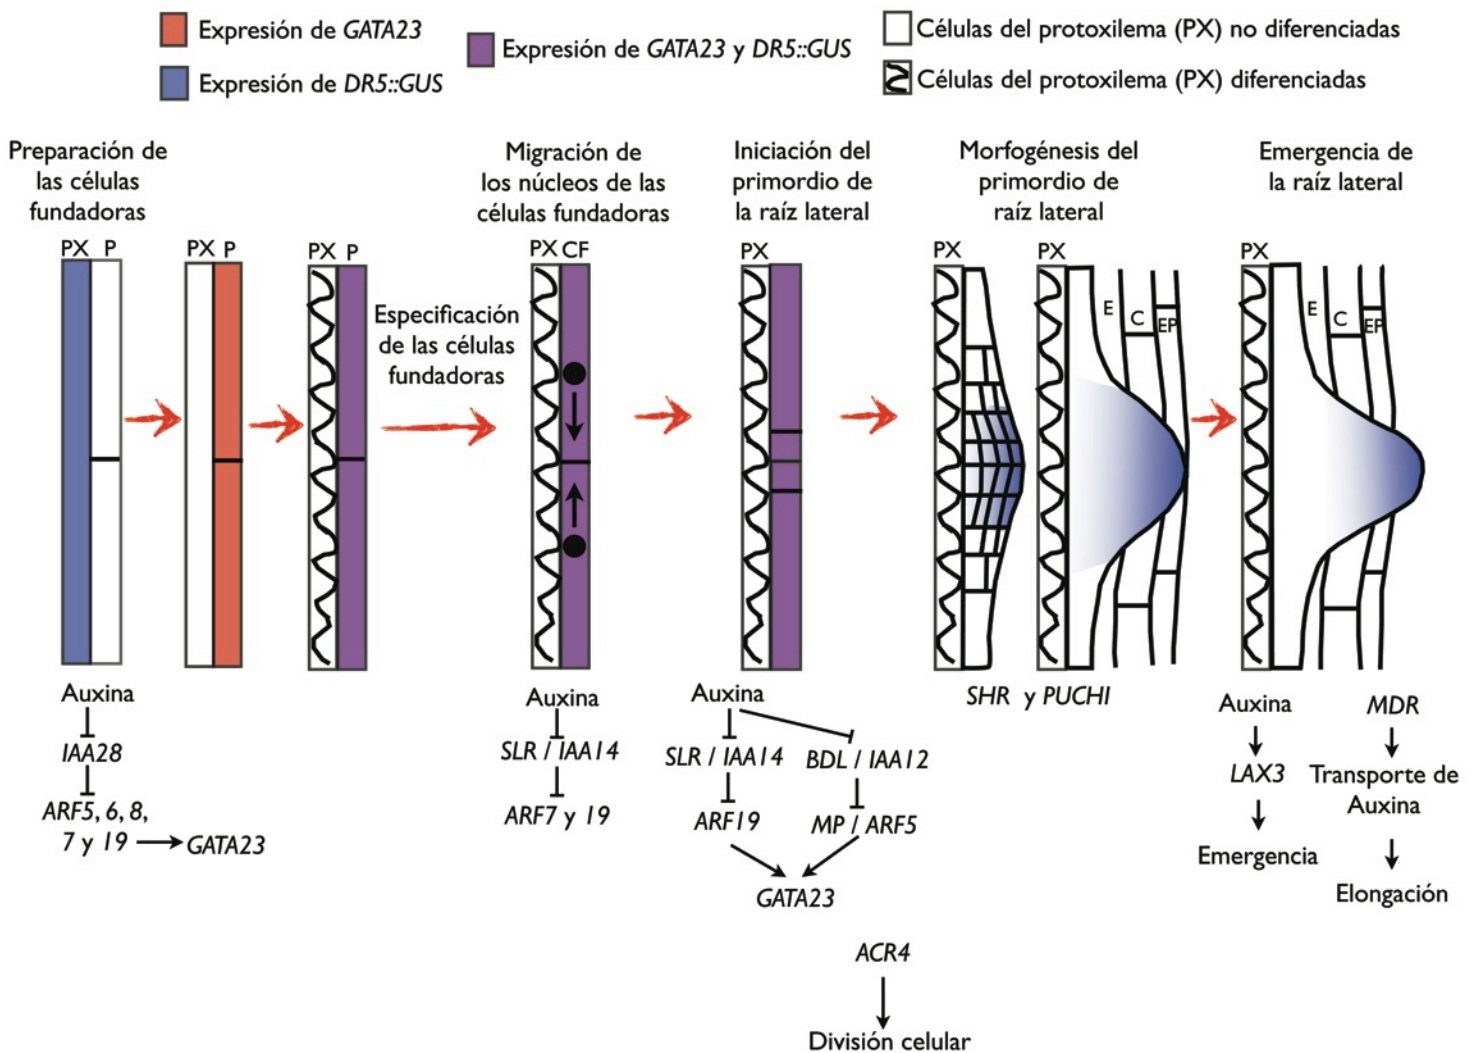 Expresión de GATA23
Expresión de DR5::GUS
Expresión de GATA23 y DR5::GUS
Células del protoxilema (PX) no diferenciadas
Células del protoxilema (PX) diferenciadas
Preparación de
las células
fundadoras
PX P
PX P
PX P
Especificación
de las células
fundadoras
Migración de
los núcleos de las
células fundadoras
PX CF
Iniciación del
primordio de
la raíz lateral
PX
Morfogénesis del
primordio de
raíz lateral
PX
PX
E
C
EP
Emergencia de
la raíz lateral
PX
E
C
EP
Auxina
IAA28
ARF5, 6, 8,
7 y 19
GATA23
Auxina
SLR / IAA14
ARF7 y 19
Auxina
SLR / IAA14
BDL / IAA12
ARF19
MP / ARF5
GATA23
ACR4
División celular
SHR y PUCHI
Auxina
LAX3
Emergencia
MDR
Transporte de
Auxina
Elongación